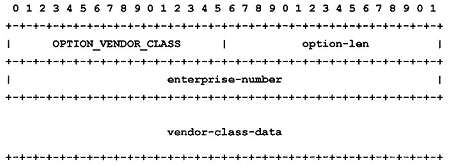 0 1 2 3 4 5 6 7 8 9 0 1 2 3 4 5 6 7 8 9 0 1 2 3 4 5 6 7 8 9 0 1
+-+-+-+-+-+-+-+-+-+-+-+-+-+-+-+-+-+-+-+-+-+-+-+-+-+-+-+-+-+-+-+-+
| OPTION_VENDOR_CLASS | option-len |
+-+-+-+-+-+-+-+-+-+-+-+-+-+-+-+-+-+-+-+-+-+-+-+-+-+-+-+-+-+-+-+-+
| enterprise-number |
+-+-+-+-+-+-+-+-+-+-+-+-+-+-+-+-+-+-+-+-+-+-+-+-+-+-+-+-+-+-+-+-+
vendor-class-data
+-+-+-+-+-+-+-+-+-+-+-+-+-+-+-+-+-+-+-+-+-+-+-+-+-+-+-+-+-+-+-+-+